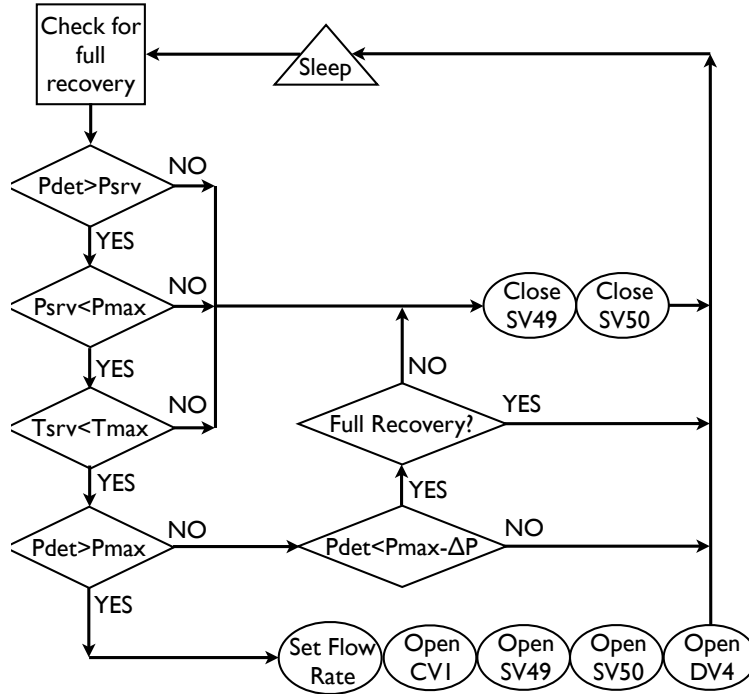 Check for
full
recovery
Sleep
NO
Pdet>Psrv
YES
Psrv<Pmax
NO
Close
SV49
Close
SV50
YES
NO
Tsrv<Tmax
NO
Full Recovery?
YES
YES
YES
Pdet>Pmax
NO
Pdet<Pmax-ΔP
NO
YES
Set Flow
Rate
Open
CV1
Open
SV49
Open
SV50
Open
DV4